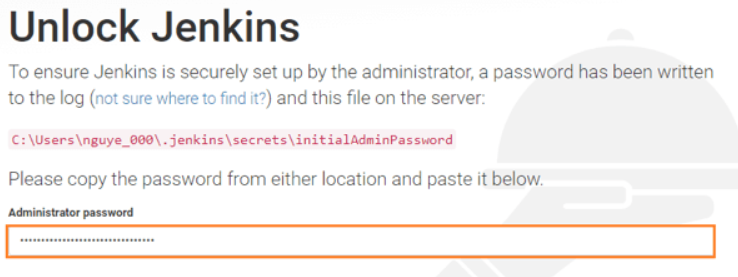 Unlock Jenkins
To ensure Jenkins is securely set up by the administrator, a password has been written
to the log (not sure where to find it?) and this file on the server:
C:\Users\nguye_000\.jenkins\secrets\initialAdminPassword
Please copy the password from either location and paste it below.
Administrator password
································